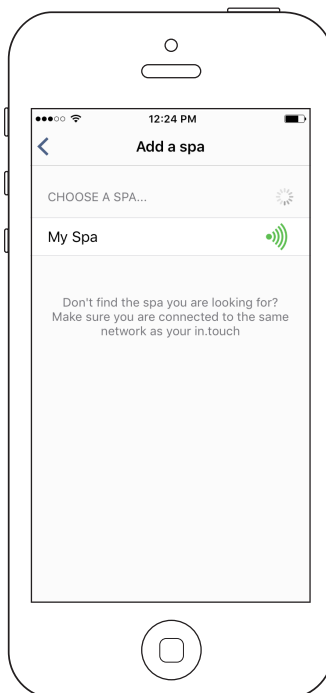 12:24 PM
Add a spa
CHOOSE A SPA...
My Spa
Don't find the spa you are looking for?
Make sure you are connected to the same
network as your in.touch